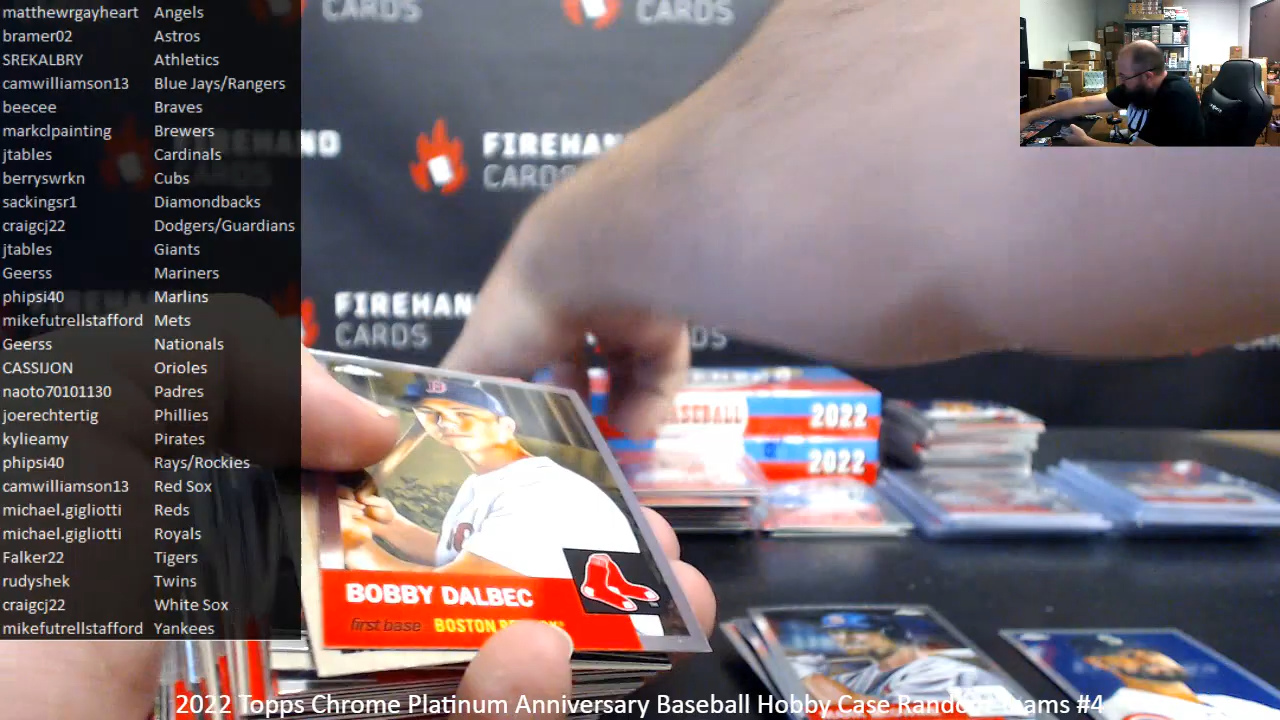 matthewrgayheart Angels
bramer02 Astros
SREKALBRY Athletics
camwilliamson13 Blue Jays/Rangers
beecee Braves
markclpainting Brewers
jtables Cardinals
berryswrkn Cubs
sackingsr1 Diamondbacks
craigcj22 Dodgers/Guardians
jtables Giants
Geerss Mariners
phipsi40 Marlins
mikefutrellstafford Mets
Geerss Nationals
CASSIJON Orioles
naoto70101130 Padres
joerechtertig Phillies
kylieamy Pirates
phipsi40 Rays/Rockies
camwilliamson13 Red Sox
michael.gigliotti Reds
michael.gigliotti Royals
Falker22 Tigers
rudyshek Twins
craigcj22 White Sox
mikefutrellstafford Yankees
CARDS
CARDS
FIREHAND
CARDS
FIREHAND
CARDS
BASEBALL 2022
2022
B
BOBBY DALBEC
first base BOSTON
2022 Topps Chrome Platinum Anniversary Baseball Hobby Case Random Teams #4